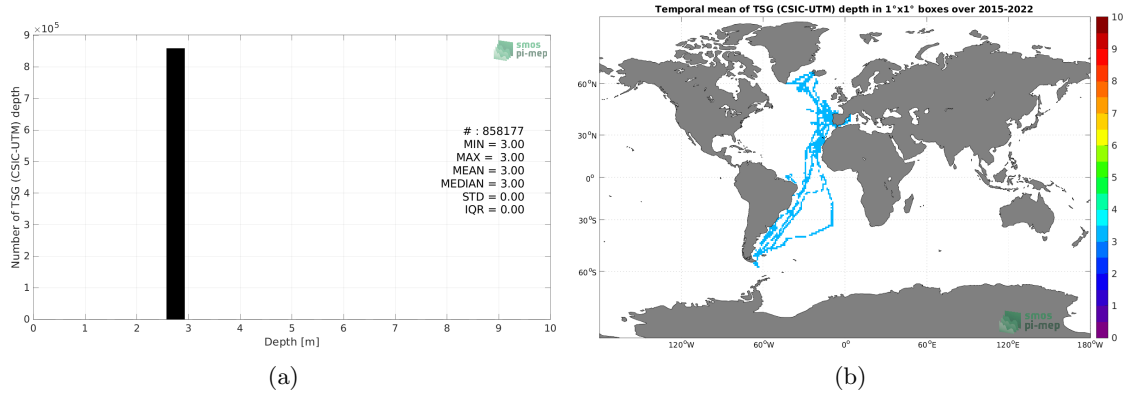 ×10⁵
9
8
7
6
5
4
3
2
1
0
Number of TSG (CSIC-UTM) depth
0 1 2 3 4 5 6 7 8 9 10
Depth [m]
smos
pi-mep
# : 858177
MIN = 3.00
MAX = 3.00
MEAN = 3.00
MEDIAN = 3.00
STD = 0.00
IQR = 0.00
(a)
Temporal mean of TSG (CSIC-UTM) depth in 1°x1° boxes over 2015-2022
60°N
30°N
0°
30°S
60°S
120°W 60°W 0° 60°E 120°E 180°W
smos
pi-mep
10
9
8
7
6
5
4
3
2
1
0
(b)